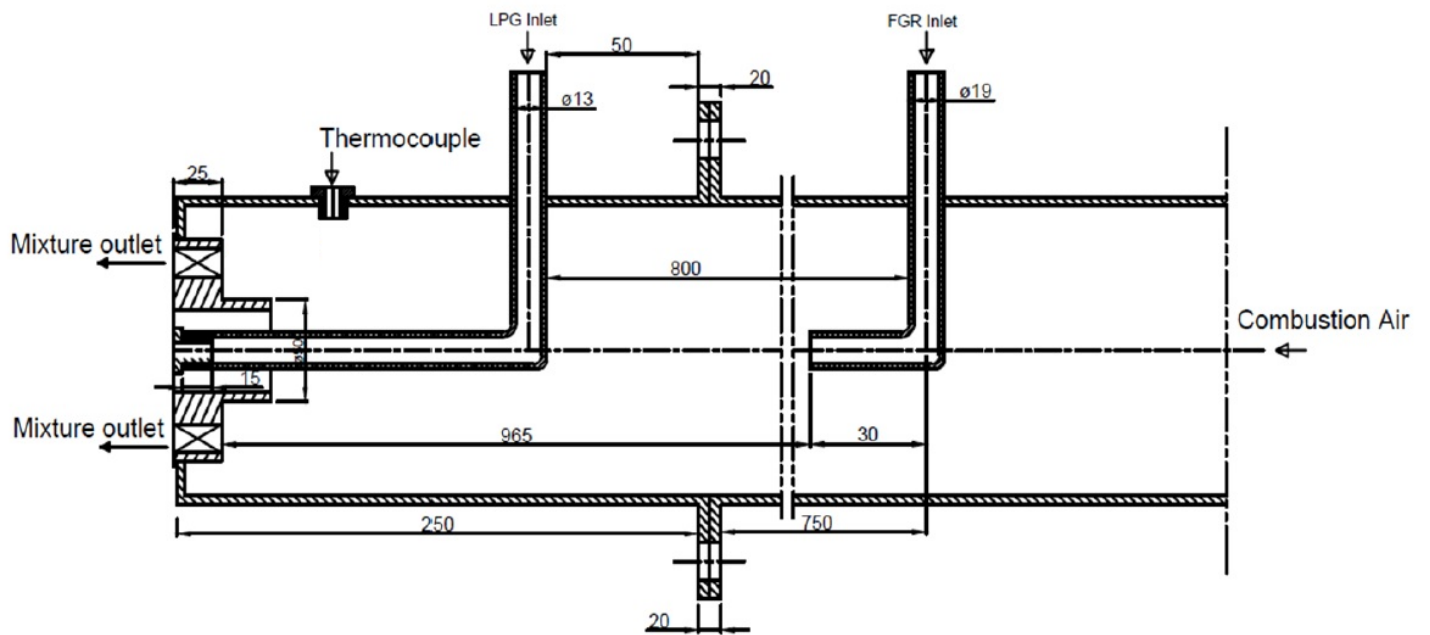 LPG Inlet
FGR Inlet
50
20
ø13
ø19
Thermocouple
25
Mixture outlet
800
Combustion Air
15
Mixture outlet
965
30
250
750
20